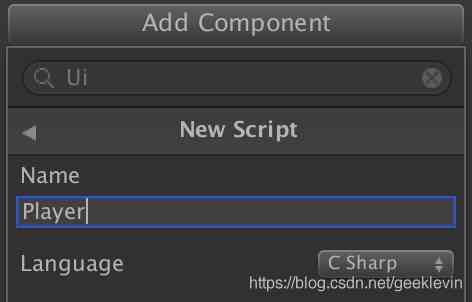 Add Component
Ui
New Script
Name
Player
Language
C Sharp
https://blog.csdn.net/geeklevin